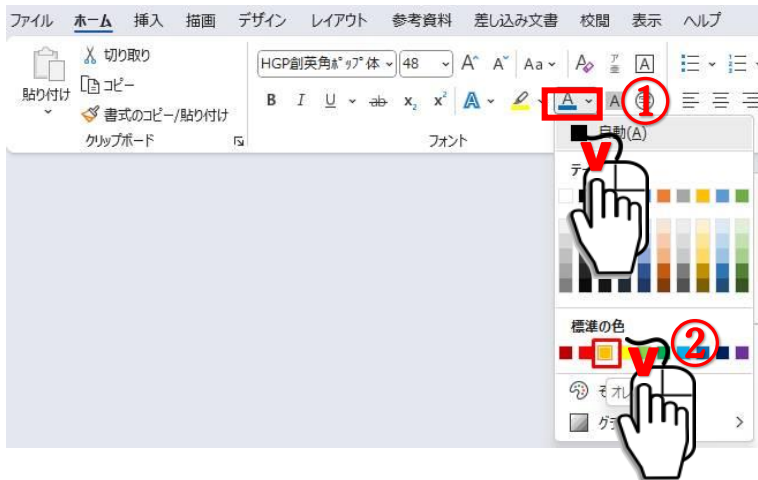 ファイル ホーム 挿入 描画 デザイン レイアウト 参考資料 差し込み文書 校閲 表示 ヘルプ
切り取り
コピー
書式のコピー/貼り付け
貼り付け
クリップボード
HGP創英角ポップ体 48 A^ A˅ Aa
B I U ab x₂ x² A A A
フォント
①
自動(A)
標準の色
②